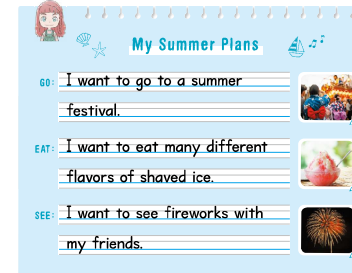 My Summer Plans
GO: I want to go to a summer
festival.
EAT: I want to eat many different
flavors of shaved ice.
SEE: I want to see fireworks with
my friends.